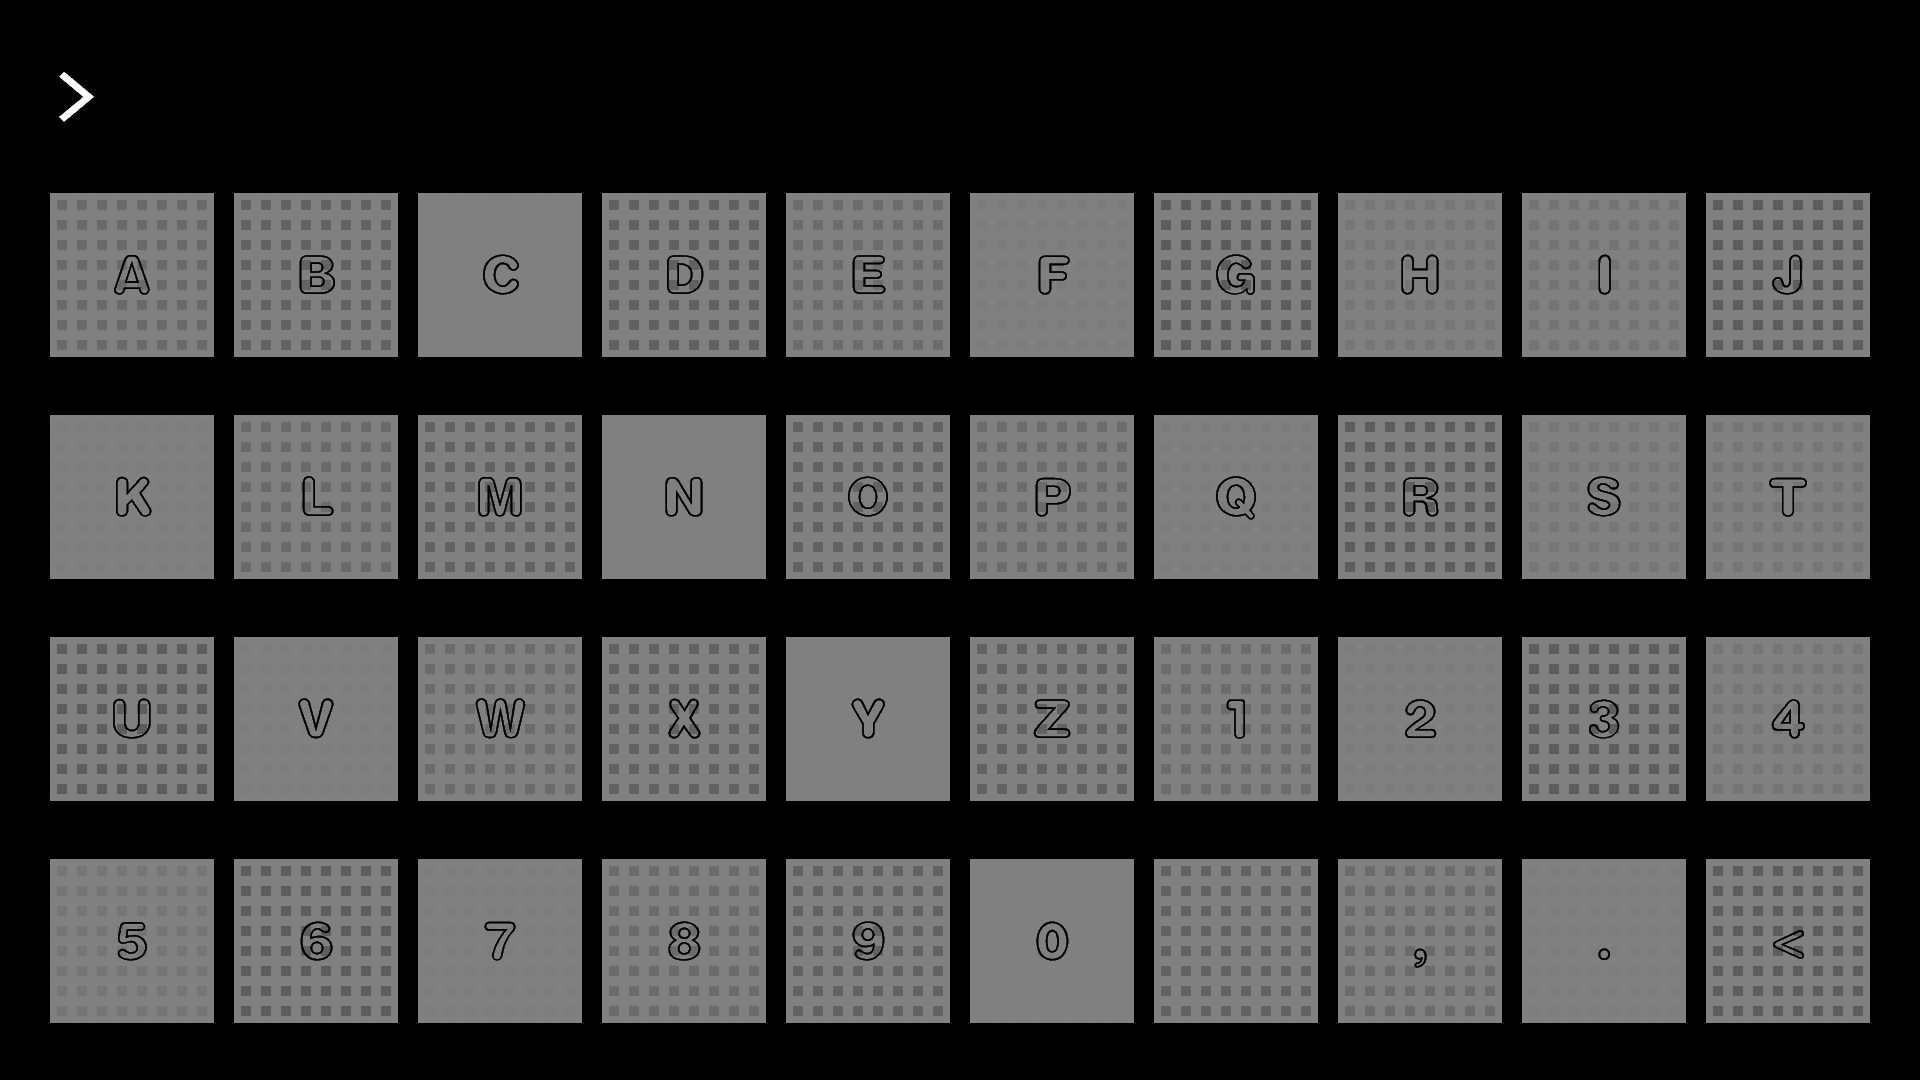 >
A B C D E F G H I J
K L M N O P Q R S T
U V W X Y Z 1 2 3 4
5 6 7 8 9 0 , . <